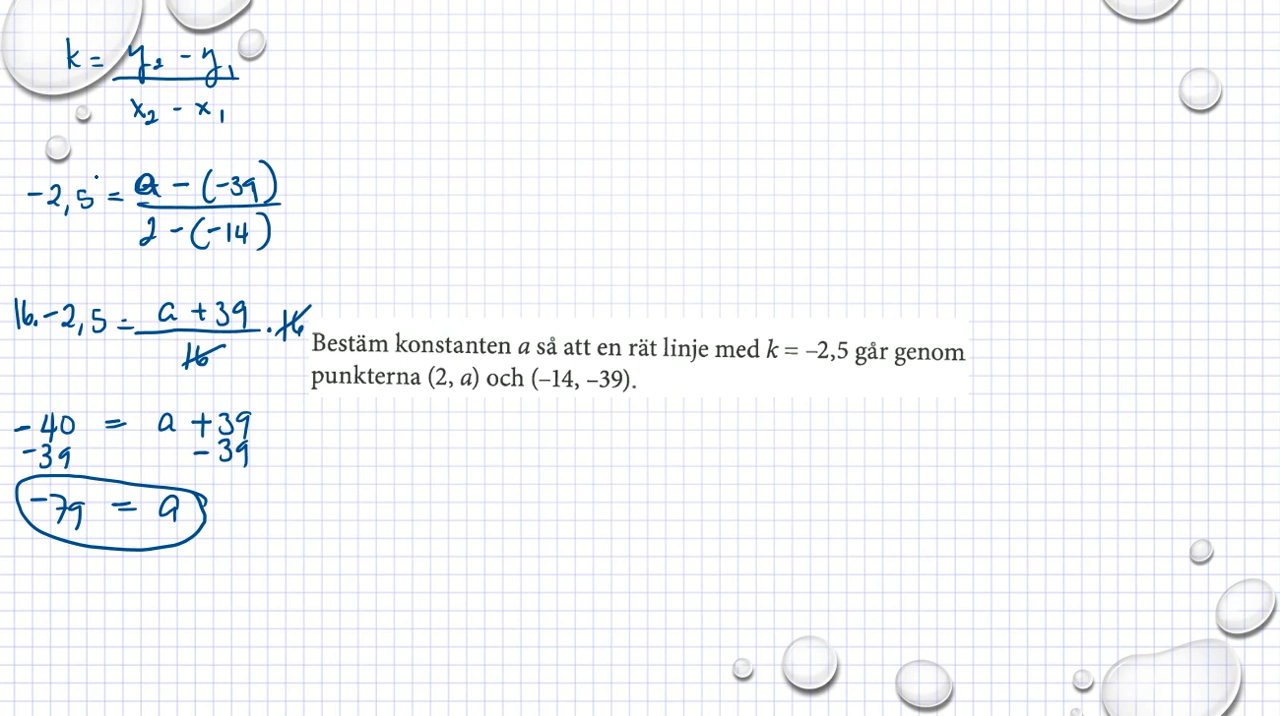 k = y₂ - y₁
x₂ - x₁
-2,5 = a - (-39)
2 - (-14)
16·-2,5 = a + 39 · 16
16
-40 = a + 39
-39 -39
-79 = a
Bestäm konstanten a så att en rät linje med k = –2,5 går genom
punkterna (2, a) och (–14, –39).